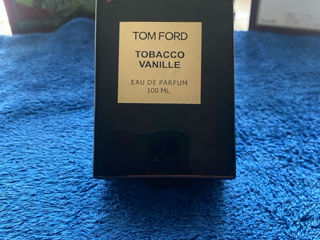 TOM FORD
TOBACCO
VANILLE
EAU DE PARFUM
100 ML